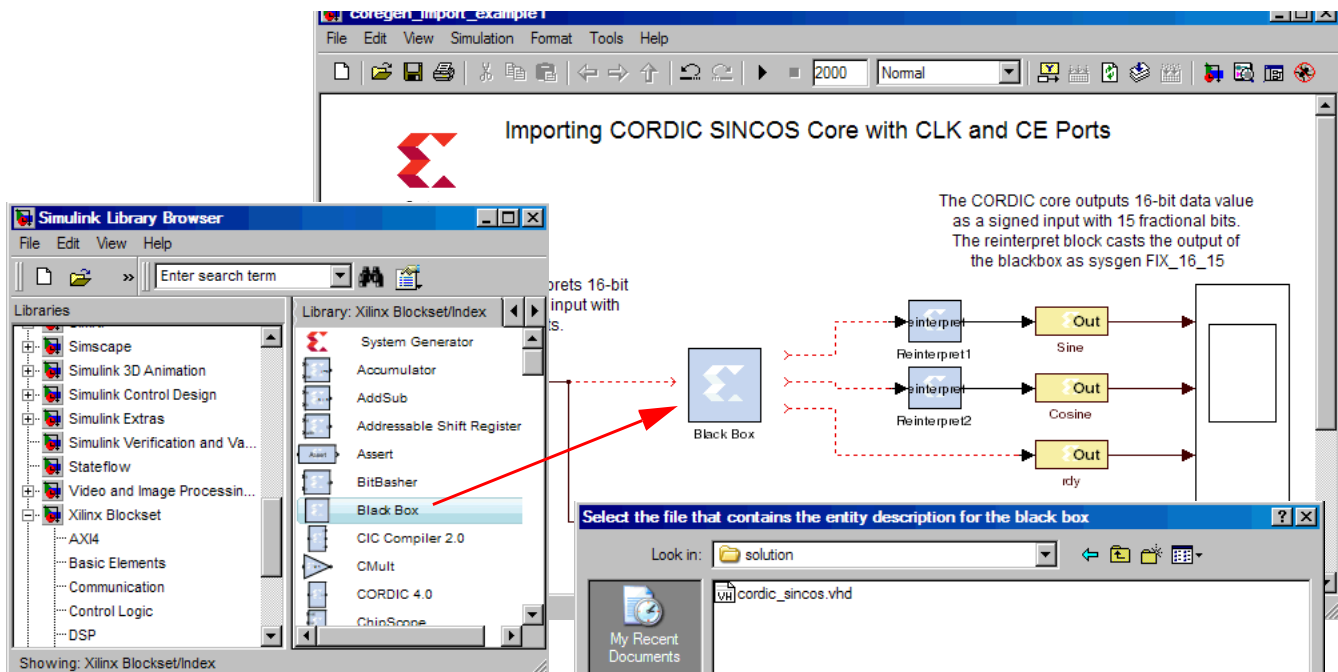 coregen_import_example1
File Edit View Simulation Format Tools Help
2000 Normal
Importing CORDIC SINCOS Core with CLK and CE Ports
The CORDIC core outputs 16-bit data value
as a signed input with 15 fractional bits.
The reinterpret block casts the output of
the blackbox as sysgen FIX_16_15
prets 16-bit
input with
ts.
Black Box
einterpret
Reinterpret1
Out
Sine
einterpret
Reinterpret2
Out
Cosine
Out
rdy
Simulink Library Browser
File Edit View Help
» Enter search term
Libraries
Simscape
Simulink 3D Animation
Simulink Control Design
Simulink Extras
Simulink Verification and Va...
Stateflow
Video and Image Processin...
Xilinx Blockset
AXI4
Basic Elements
Communication
Control Logic
DSP
Library: Xilinx Blockset/Index
System Generator
Accumulator
AddSub
Addressable Shift Register
Assert
Assert
BitBasher
Black Box
CIC Compiler 2.0
CMult
CORDIC 4.0
ChipScope
Showing: Xilinx Blockset/Index
Select the file that contains the entity description for the black box
Look in: solution
cordic_sincos.vhd
My Recent
Documents